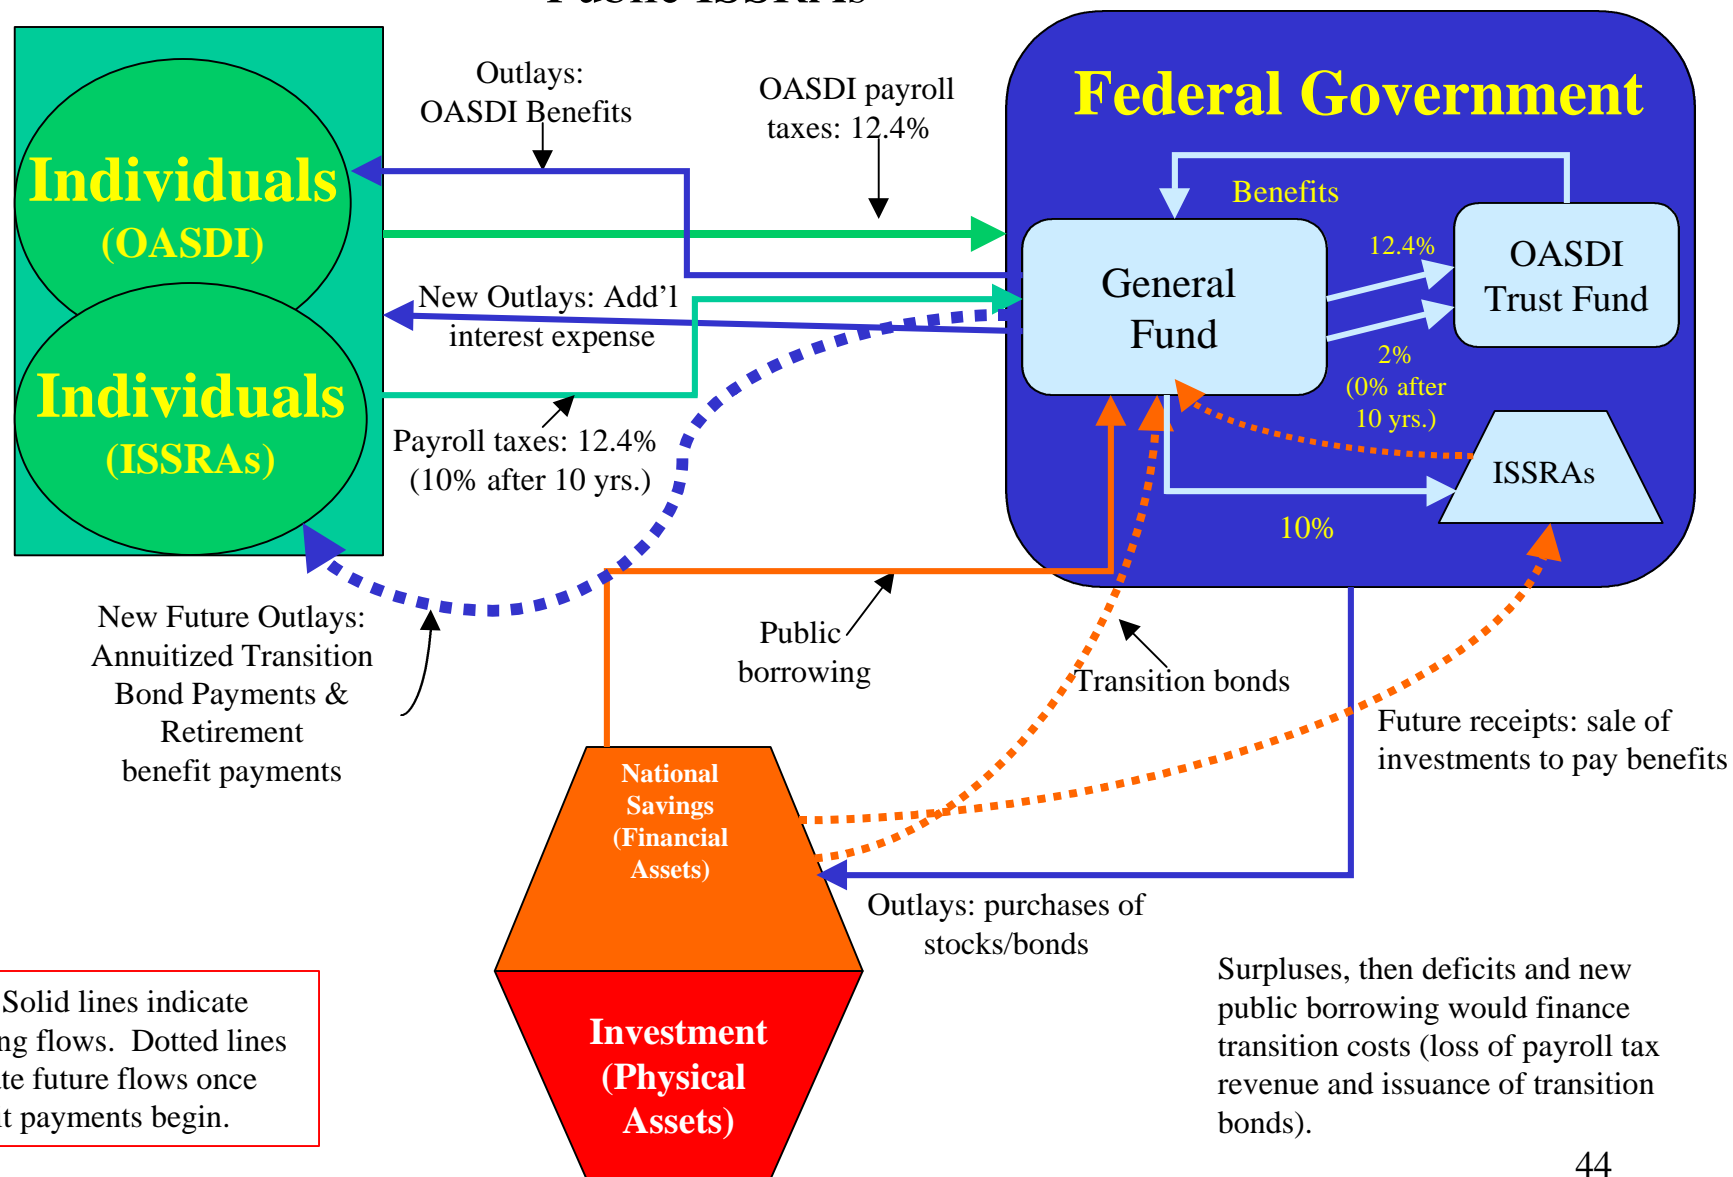 Public ISSRAs
Outlays:
OASDI Benefits
OASDI payroll
taxes: 12.4%
Federal Government
Individuals
(OASDI)
Benefits
12.4%
OASDI
Trust Fund
General
Fund
New Outlays: Add’l
interest expense
2%
(0% after
10 yrs.)
Individuals
(ISSRAs)
Payroll taxes: 12.4%
(10% after 10 yrs.)
ISSRAs
10%
New Future Outlays:
Annuitized Transition
Bond Payments &
Retirement
benefit payments
Public
borrowing
Transition bonds
Future receipts: sale of
investments to pay benefits
National
Savings
(Financial
Assets)
Outlays: purchases of
stocks/bonds
Solid lines indicate
flows. Dotted lines
future flows once
payments begin.
Investment
(Physical
Assets)
Surpluses, then deficits and new
public borrowing would finance
transition costs (loss of payroll tax
revenue and issuance of transition
bonds).
44